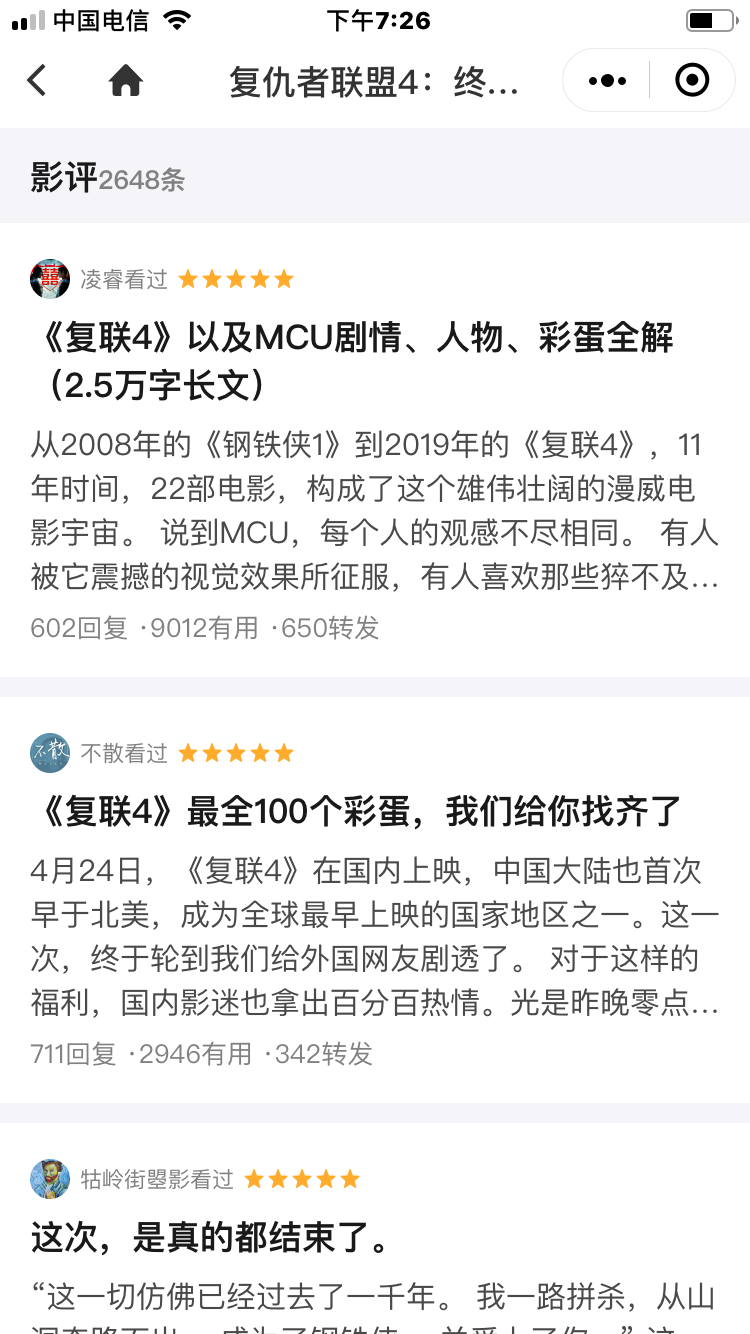 中国电信 下午7:26
复仇者联盟4：终...
影评2648条
囍
凌睿看过
《复联4》以及MCU剧情、人物、彩蛋全解
（2.5万字长文）
从2008年的《钢铁侠1》到2019年的《复联4》，11
年时间，22部电影，构成了这个雄伟壮阔的漫威电
影宇宙。 说到MCU，每个人的观感不尽相同。 有人
被它震撼的视觉效果所征服，有人喜欢那些猝不及...
602回复 ·9012有用 ·650转发
不散
不散看过
《复联4》最全100个彩蛋，我们给你找齐了
4月24日，《复联4》在国内上映，中国大陆也首次
早于北美，成为全球最早上映的国家地区之一。这一
次，终于轮到我们给外国网友剧透了。 对于这样的
福利，国内影迷也拿出百分百热情。光是昨晚零点...
711回复 ·2946有用 ·342转发
牯岭街曌影看过
这次，是真的都结束了。
“这一切仿佛已经过去了一千年。 我一路拼杀，从山